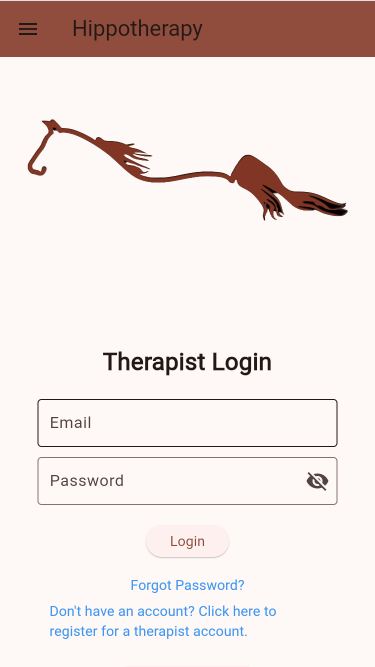 Hippotherapy
Therapist Login
Email
Password
Login
Forgot Password?
Don't have an account? Click here to
register for a therapist account.